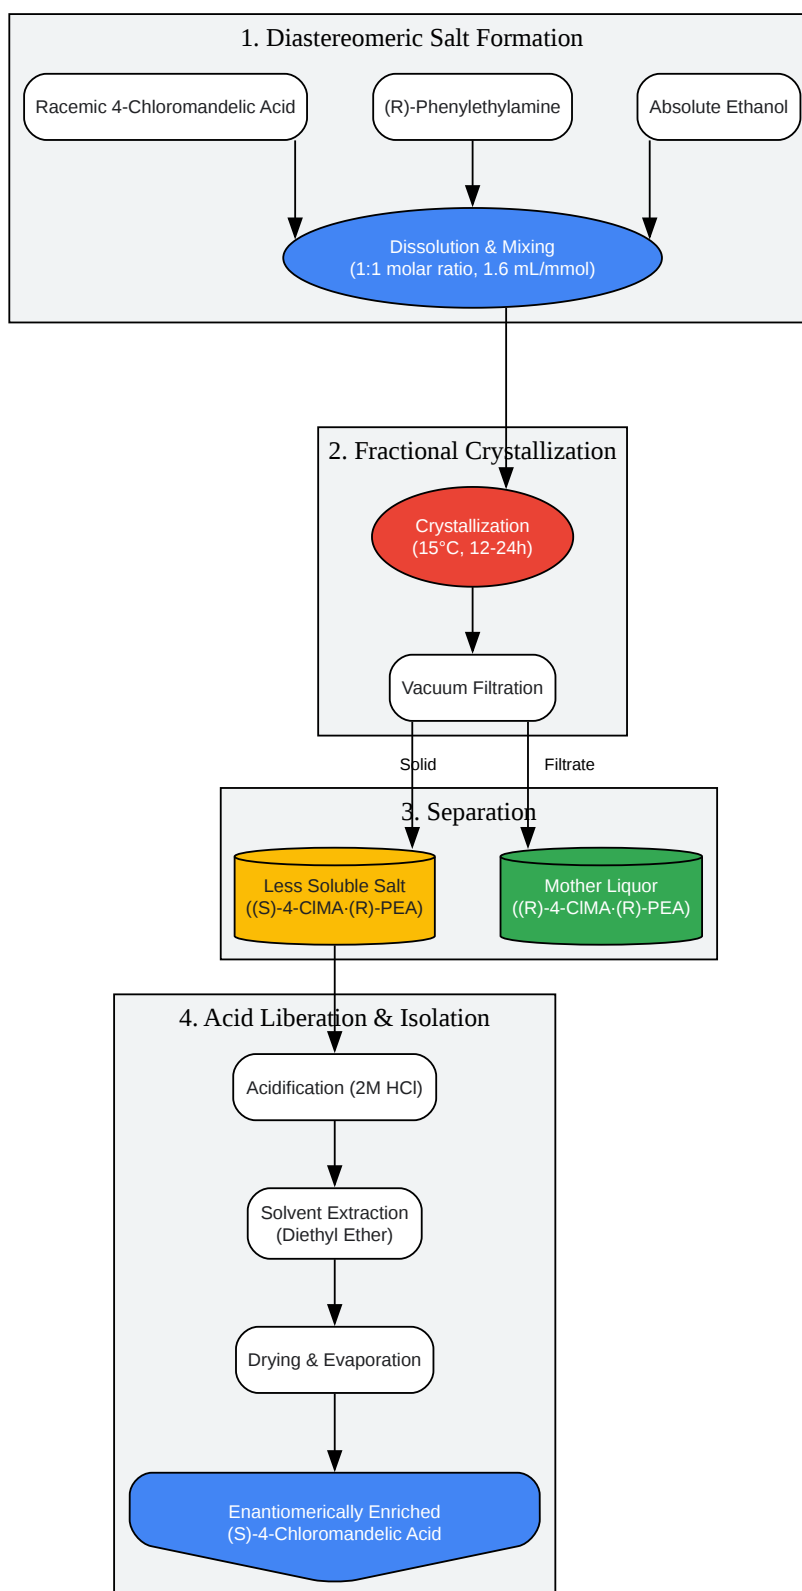 1. Diastereomeric Salt Formation
Racemic 4-Chloromandelic Acid
(R)-Phenylethylamine
Absolute Ethanol
Dissolution & Mixing
(1:1 molar ratio, 1.6 mL/mmol)
2. Fractional Crystallization
Crystallization
(15°C, 12-24h)
Vacuum Filtration
Solid
Filtrate
3. Separation
Less Soluble Salt
((S)-4-ClMA·(R)-PEA)
Mother Liquor
((R)-4-ClMA·(R)-PEA)
4. Acid Liberation & Isolation
Acidification (2M HCl)
Solvent Extraction
(Diethyl Ether)
Drying & Evaporation
Enantiomerically Enriched
(S)-4-Chloromandelic Acid